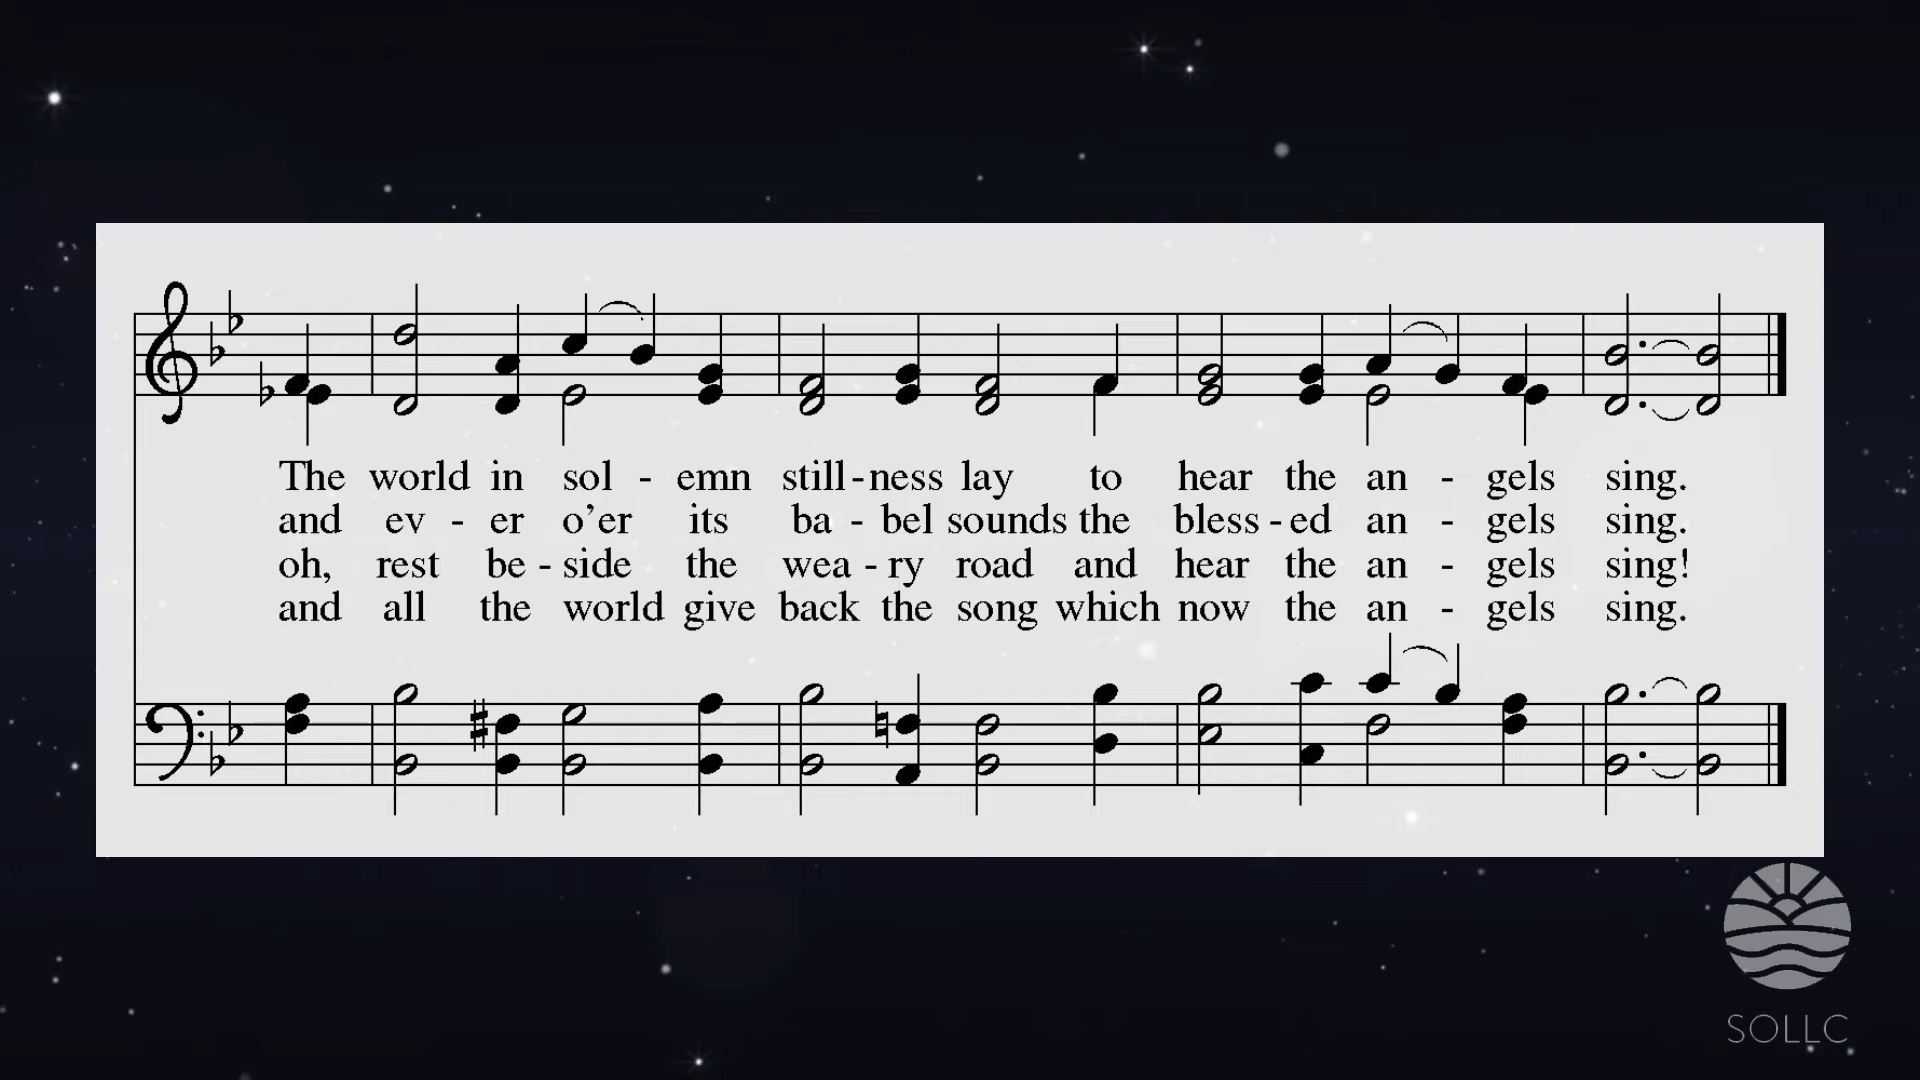 The world in sol - emn still - ness lay to hear the an - gels sing.
and ev - er o'er its ba - bel sounds the bless - ed an - gels sing.
oh, rest be - side the wea - ry road and hear the an - gels sing!
and all the world give back the song which now the an - gels sing.
SOLLC